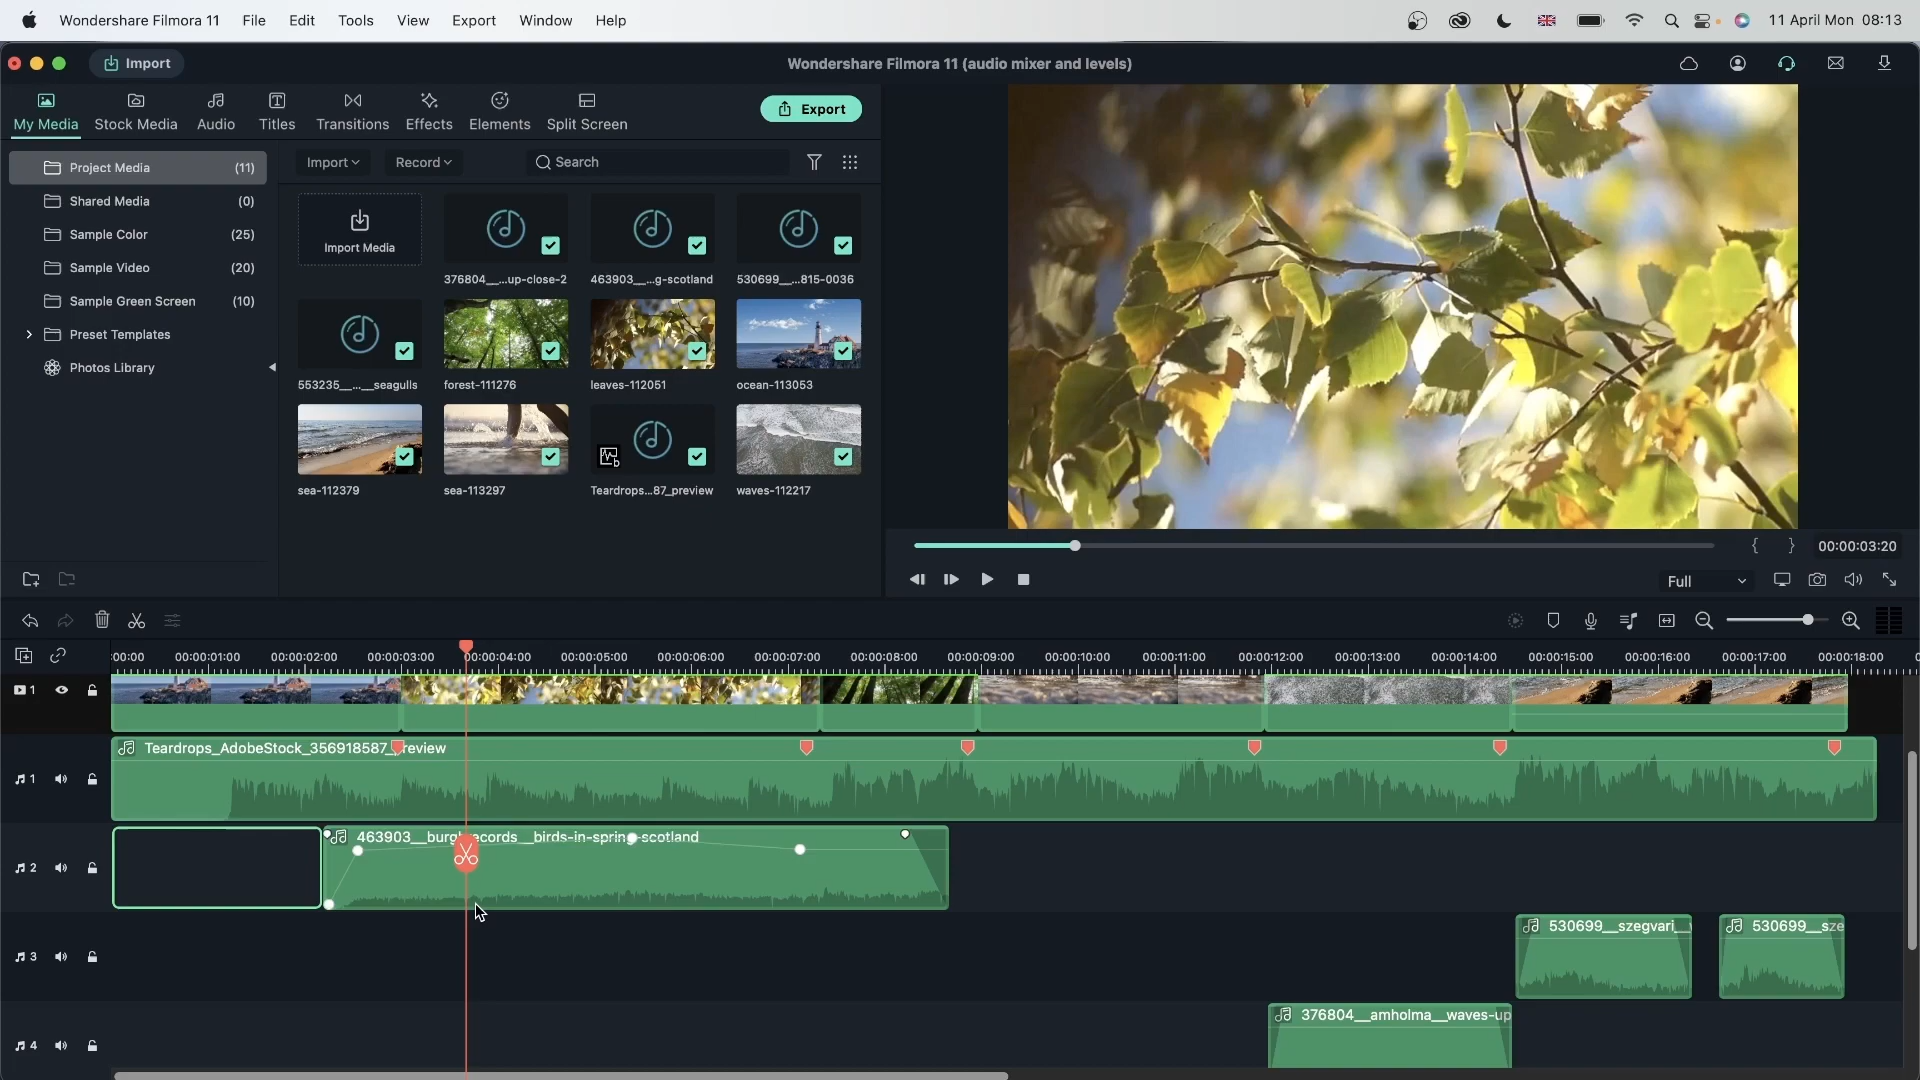 Wondershare Filmora 11 File Edit Tools View Export Window Help 11 April Mon 08:13
Import Wondershare Filmora 11 (audio mixer and levels)
My Media Stock Media Audio Titles Transitions Effects Elements Split Screen Export
Project Media (11)
Shared Media (0)
Sample Color (25)
Sample Video (20)
Sample Green Screen (10)
Preset Templates
Photos Library
Import Record Search
Import Media
376804__...up-close-2
463903__...g-scotland
530699__...815-0036
553235__...__seagulls
forest-111276
leaves-112051
ocean-113053
sea-112379
sea-113297
Teardrops...87_preview
waves-112217
00:00:03:20
Full
:00:00 00:00:01:00 00:00:02:00 00:00:03:00 00:00:04:00 00:00:05:00 00:00:06:00 00:00:07:00 00:00:08:00 00:00:09:00 00:00:10:00 00:00:11:00 00:00:12:00 00:00:13:00 00:00:14:00 00:00:15:00 00:00:16:00 00:00:17:00 00:00:18:00
1
Teardrops_AdobeStock_356918587_preview
1
463903__burghrecords__birds-in-spring-scotland
2
530699__szegvari__
530699__sze
3
376804__amholma__waves-up
4